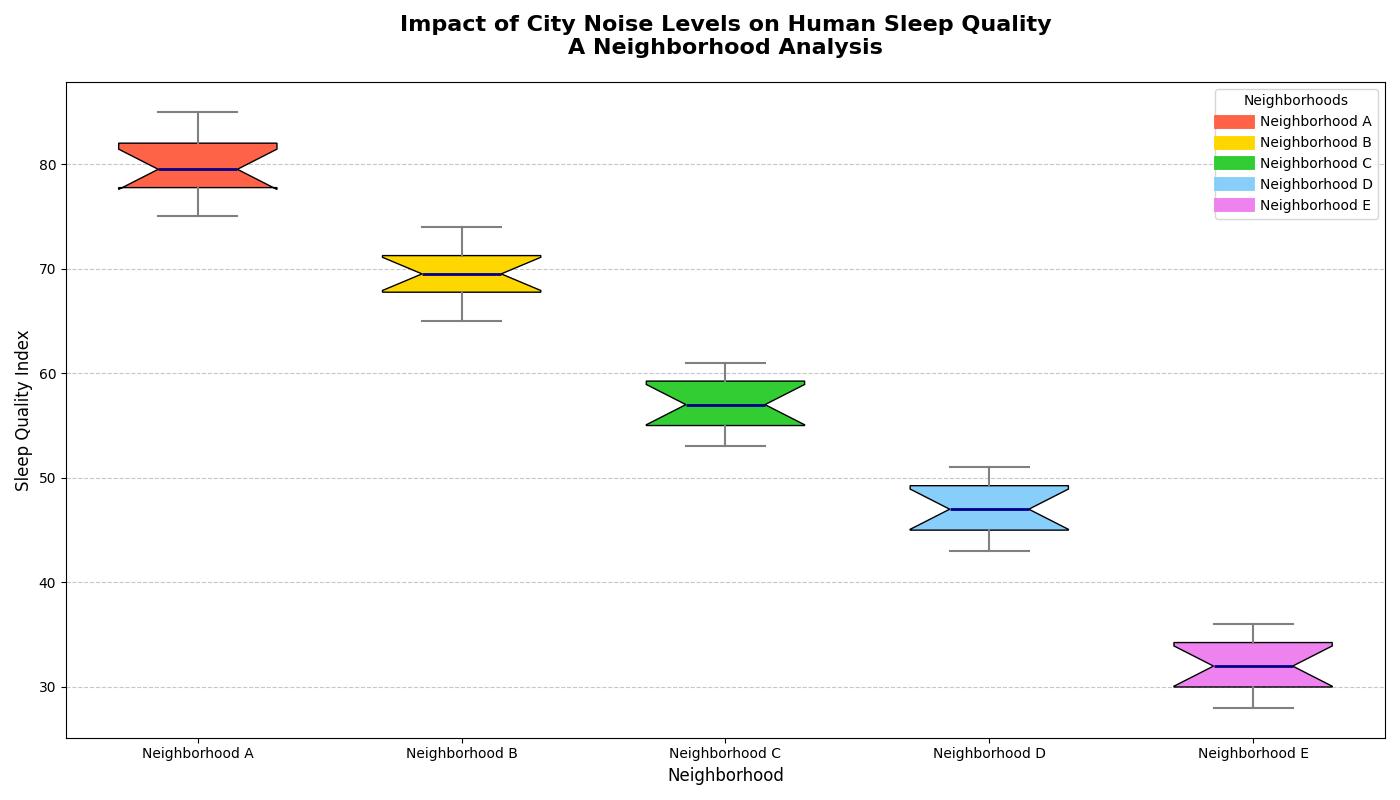 Impact of City Noise Levels on Human Sleep Quality
A Neighborhood Analysis
Neighborhoods
Neighborhood A
Neighborhood B
Neighborhood C
Neighborhood D
Neighborhood E
Sleep Quality Index
80
70
60
50
40
30
Neighborhood A
Neighborhood B
Neighborhood C
Neighborhood D
Neighborhood E
Neighborhood